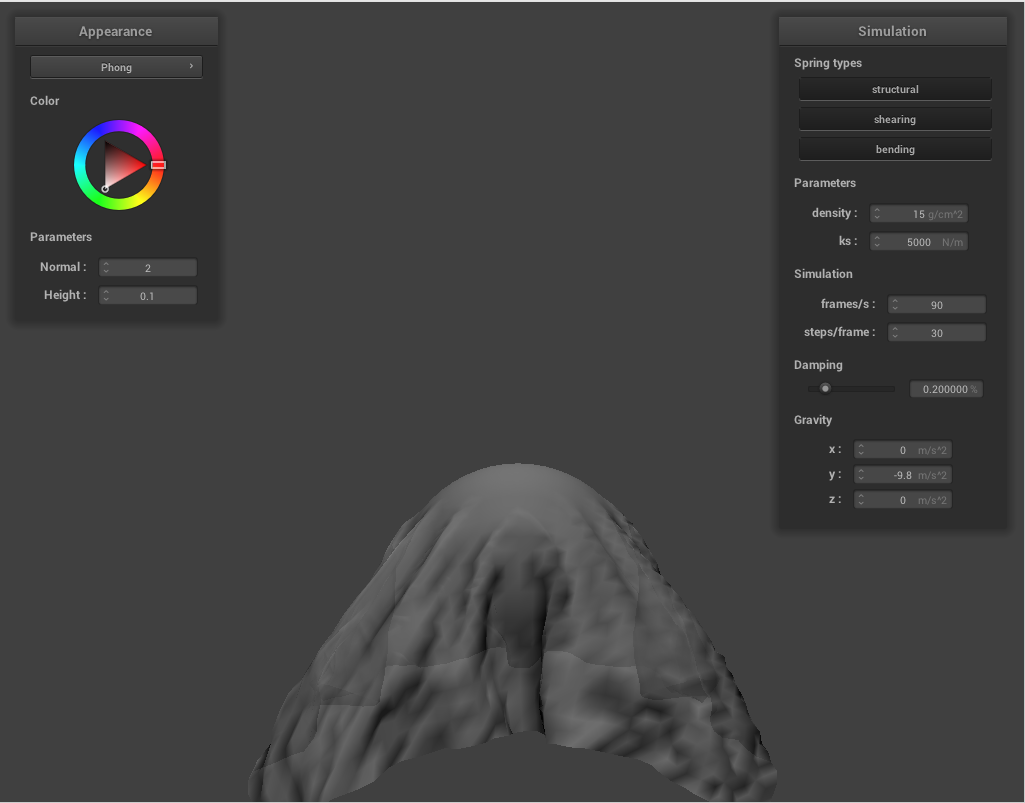 Appearance
Phong
Color
Parameters
Normal : 2
Height : 0.1
Simulation
Spring types
structural
shearing
bending
Parameters
density : 15 g/cm^2
ks : 5000 N/m
Simulation
frames/s : 90
steps/frame : 30
Damping
0.200000 %
Gravity
x : 0 m/s^2
y : -9.8 m/s^2
z : 0 m/s^2